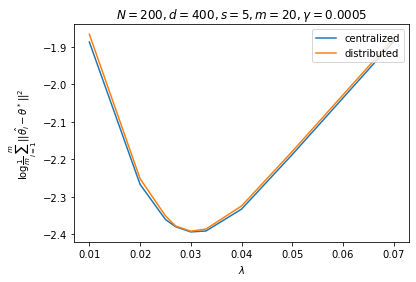 N = 200, d = 400, s = 5, m = 20, γ = 0.0005
centralized
distributed
−1.9
−2.0
−2.1
−2.2
−2.3
−2.4
log 1/m ∑_{i=1}^{m} ||θ̂_i − θ*||²
0.01 0.02 0.03 0.04 0.05 0.06 0.07
λ